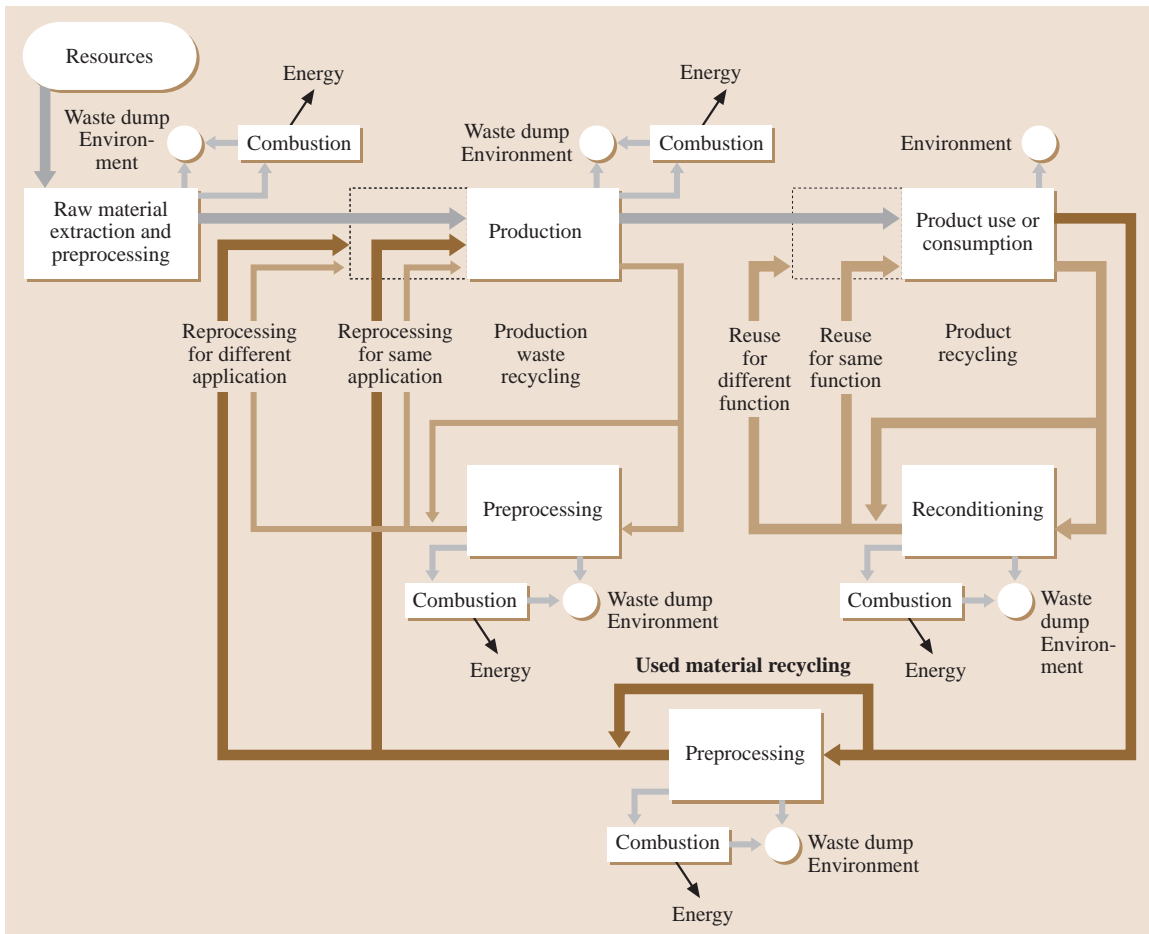 Resources
Energy
Energy
Waste dump
Environ-
ment
Combustion
Waste dump
Environment
Combustion
Environment
Raw material
extraction and
preprocessing
Production
Product use or
consumption
Reprocessing
for different
application
Reprocessing
for same
application
Production
waste
recycling
Reuse
for
different
function
Reuse
for same
function
Product
recycling
Preprocessing
Reconditioning
Combustion
Waste dump
Environment
Energy
Combustion
Waste
dump
Environ-
ment
Energy
Used material recycling
Preprocessing
Combustion
Waste dump
Environment
Energy